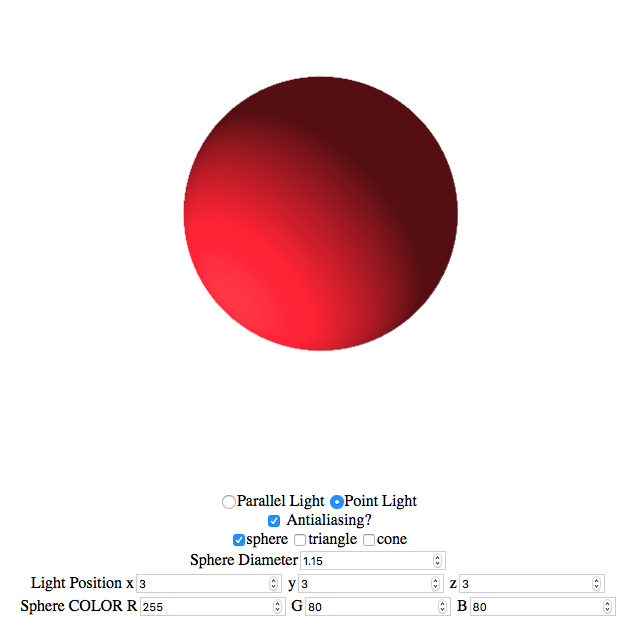 Parallel Light Point Light
Antialiasing?
sphere triangle cone
Sphere Diameter 1.15
Light Position x 3 y 3 z 3
Sphere COLOR R 255 G 80 B 80